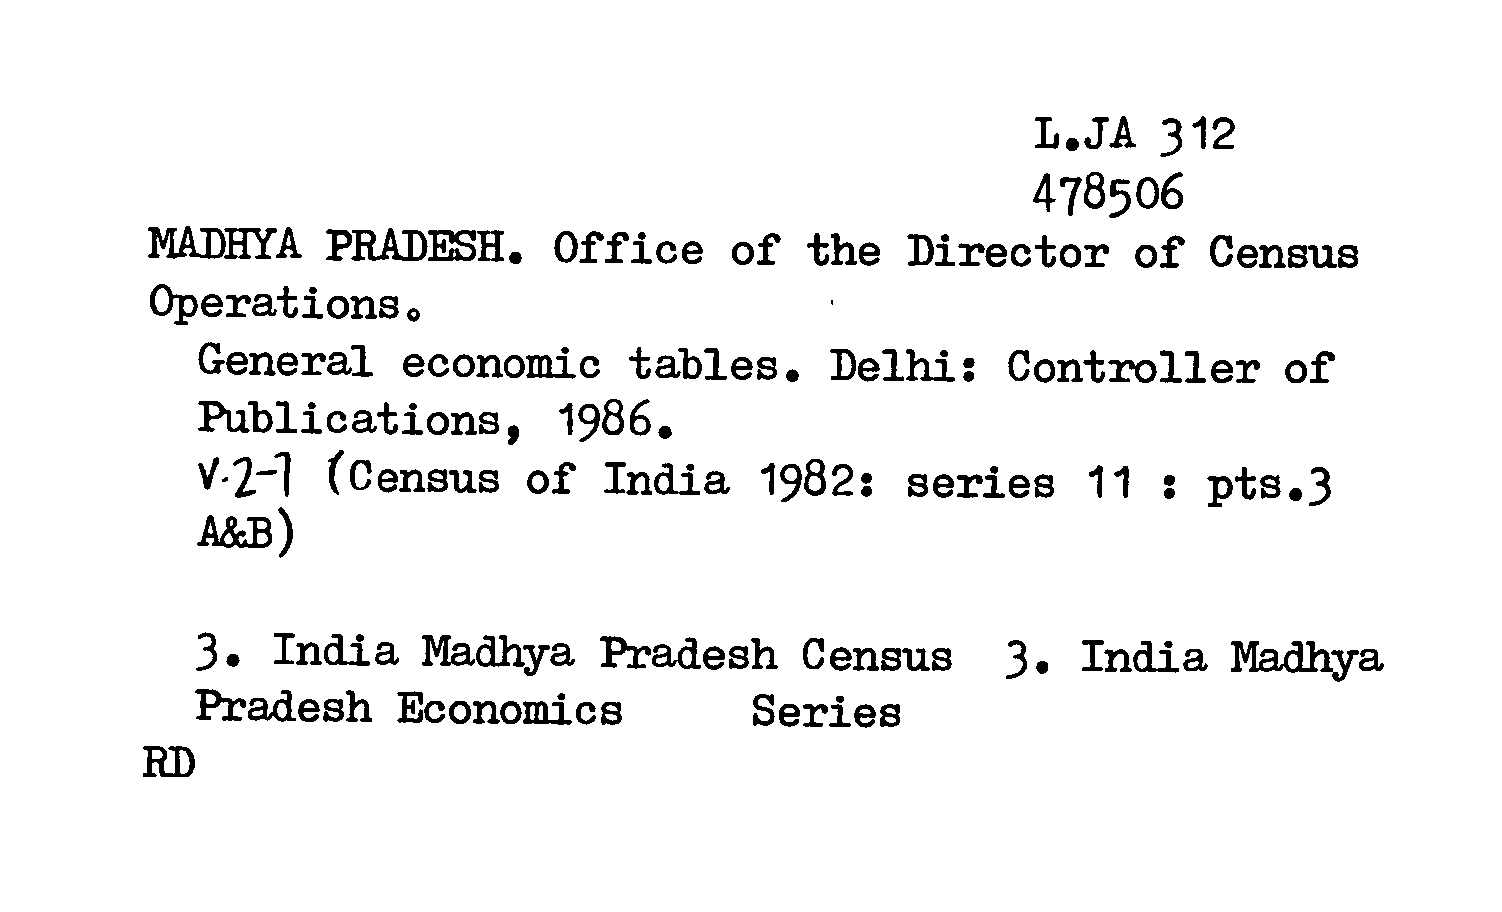 L.JA 312
478506
MADHYA PRADESH. Office of the Director of Census
Operations.
General economic tables. Delhi: Controller of
Publications, 1986.
V.2-1 (Census of India 1982: series 11 : pts.3
A&B)
3. India Madhya Pradesh Census 3. India Madhya
Pradesh Economics Series
RD